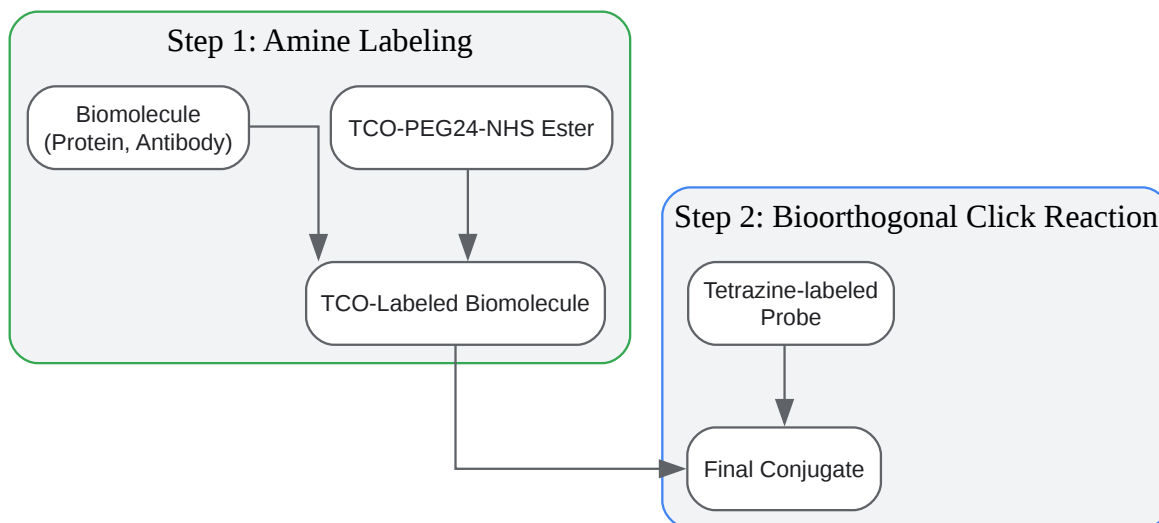 Step 1: Amine Labeling
Biomolecule
(Protein, Antibody)
TCO-PEG24-NHS Ester
TCO-Labeled Biomolecule
Step 2: Bioorthogonal Click Reaction
Tetrazine-labeled
Probe
Final Conjugate